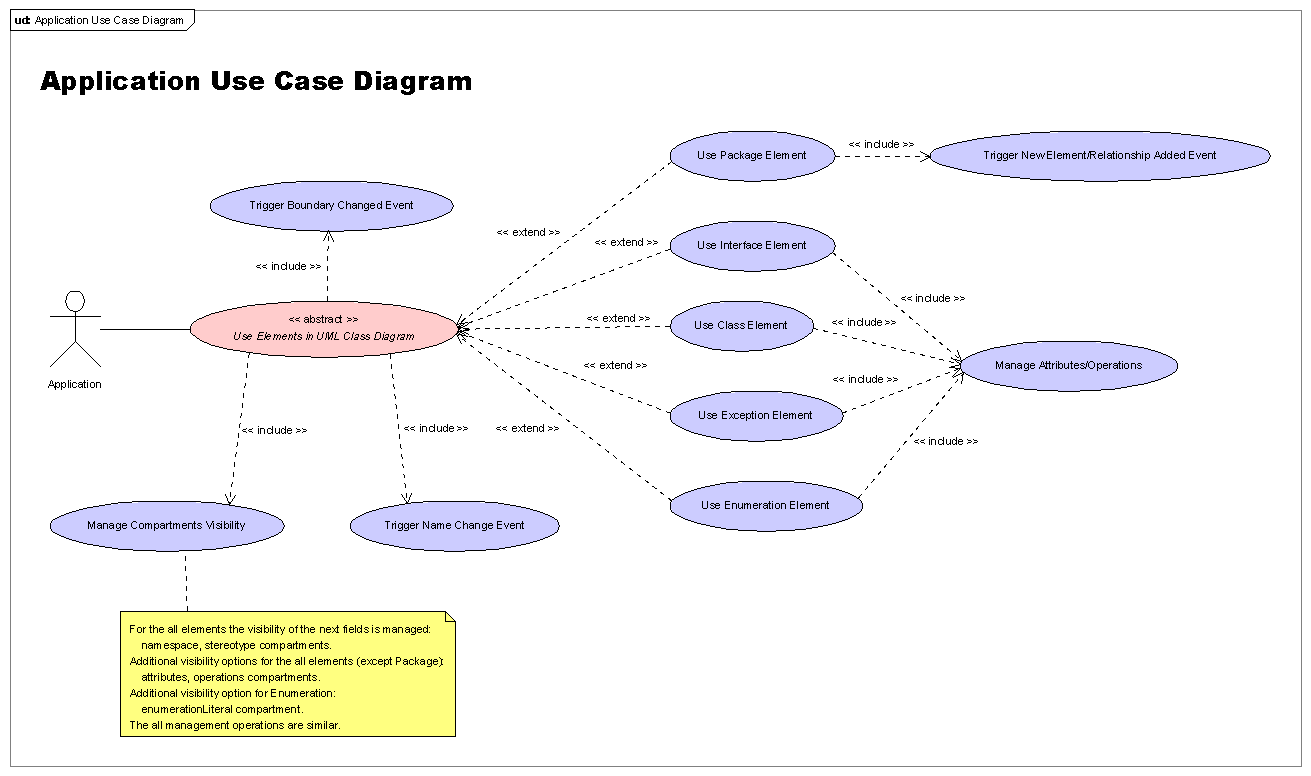 ud: Application Use Case Diagram
Application Use Case Diagram
Use Package Element
<< include >>
Trigger NewElement/Relationship Added Event
Trigger Boundary Changed Event
<< extend >>
<< extend >>
Use Interface Element
<< include >>
<< include >>
<< abstract >>
Use Elements in UML Class Diagram
<< extend >>
Use Class Element
<< include >>
Application
<< extend >>
Manage Attributes/Operations
<< include >>
Use Exception Element
<< include >>
<< include >>
<< extend >>
<< include >>
Use Enumeration Element
Manage Compartments Visibility
Trigger Name Change Event
For the all elements the visibility of the next fields is managed:
namespace, stereotype compartments.
Additional visibility options for the all elements (except Package):
attributes, operations compartments.
Additional visibility option for Enumeration:
enumerationLiteral compartment.
The all management operations are similar.